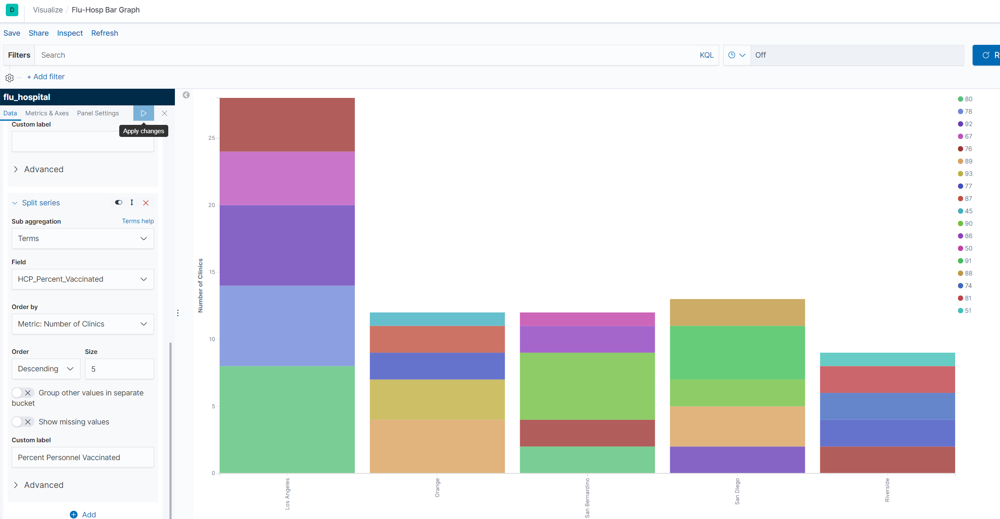 D
Visualize / Flu-Hosp Bar Graph
Save Share Inspect Refresh
Filters Search KQL Off R
+ Add filter
flu_hospital
Data Metrics & Axes Panel Settings
Custom label
Apply changes
Advanced
Split series
Sub aggregation Terms help
Terms
Field
HCP_Percent_Vaccinated
Order by
Metric: Number of Clinics
Order Size
Descending 5
Group other values in separate
bucket
Show missing values
Custom label
Percent Personnel Vaccinated
Advanced
Add
Number of Clinics
25
20
15
10
5
0
Los Angeles
Orange
San Bernardino
San Diego
Riverside
80
78
92
67
76
89
93
77
87
45
90
86
50
91
88
74
81
51